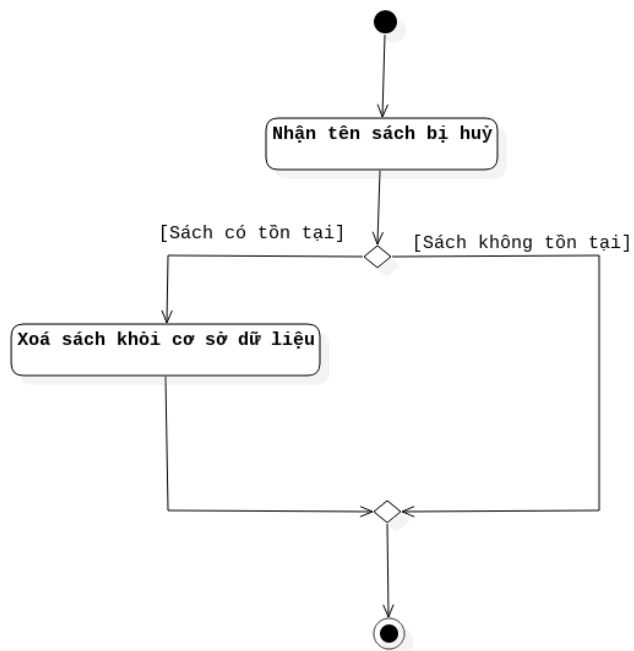 Nhận tên sách bị huỷ
[Sách có tồn tại]
[Sách không tồn tại]
Xoá sách khỏi cơ sở dữ liệu